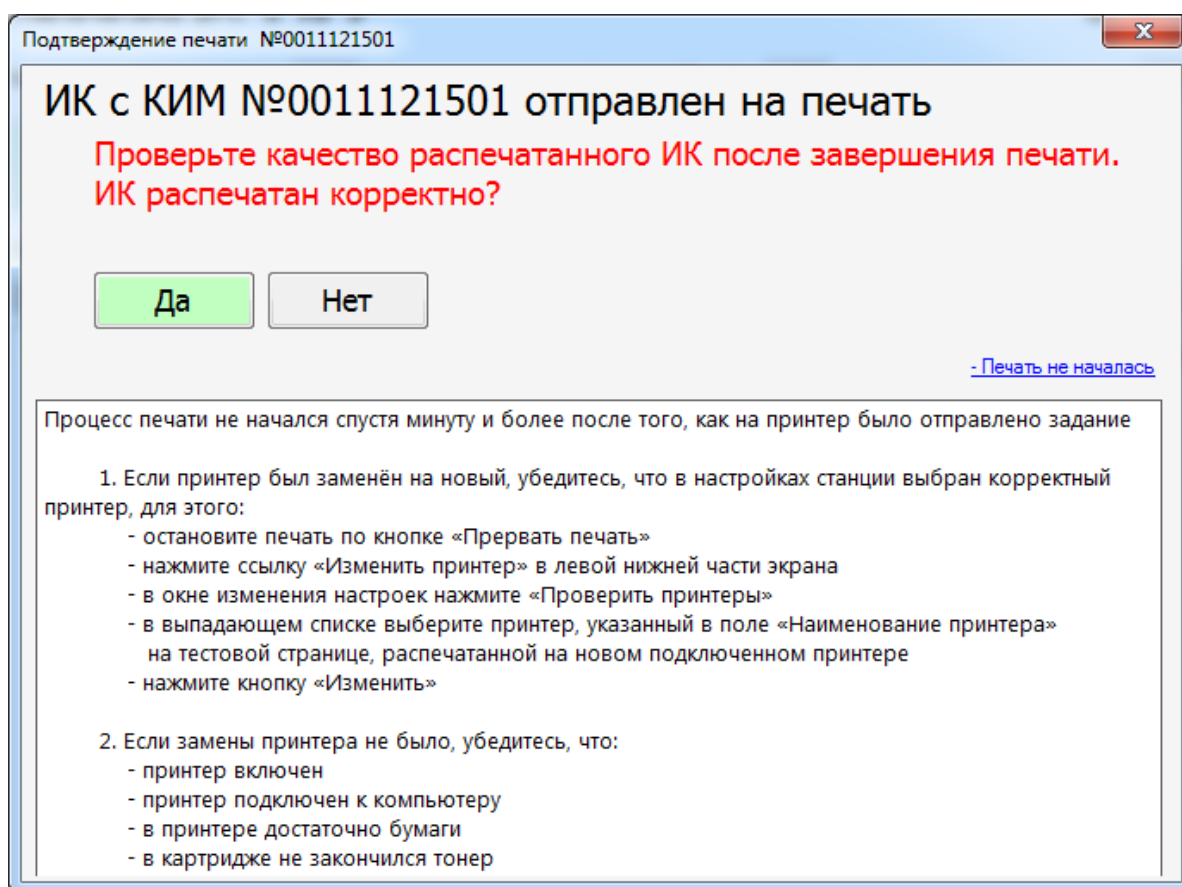 Подтверждение печати №0011121501
ИК с КИМ №0011121501 отправлен на печать
Проверьте качество распечатанного ИК после завершения печати.
ИК распечатан корректно?
Да
Нет
- Печать не началась
Процесс печати не начался спустя минуту и более после того, как на принтер было отправлено задание
1. Если принтер был заменён на новый, убедитесь, что в настройках станции выбран корректный
принтер, для этого:
- остановите печать по кнопке «Прервать печать»
- нажмите ссылку «Изменить принтер» в левой нижней части экрана
- в окне изменения настроек нажмите «Проверить принтеры»
- в выпадающем списке выберите принтер, указанный в поле «Наименование принтера»
на тестовой странице, распечатанной на новом подключенном принтере
- нажмите кнопку «Изменить»
2. Если замены принтера не было, убедитесь, что:
- принтер включен
- принтер подключен к компьютеру
- в принтере достаточно бумаги
- в картридже не закончился тонер